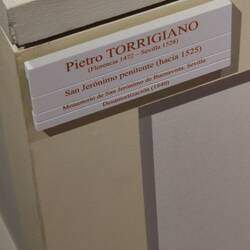 Pietro TORRIGIANO
(Florencia 1472 – Sevilla 1528)
San Jerónimo penitente (hacia 1525)
Monasterio de San Jerónimo de Buenavista. Sevilla
Desamortización (1840)